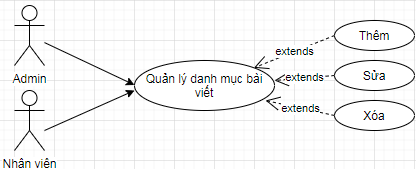 Admin
Nhân viên
Quản lý danh mục bài
viết
extends
extends
extends
Thêm
Sửa
Xóa